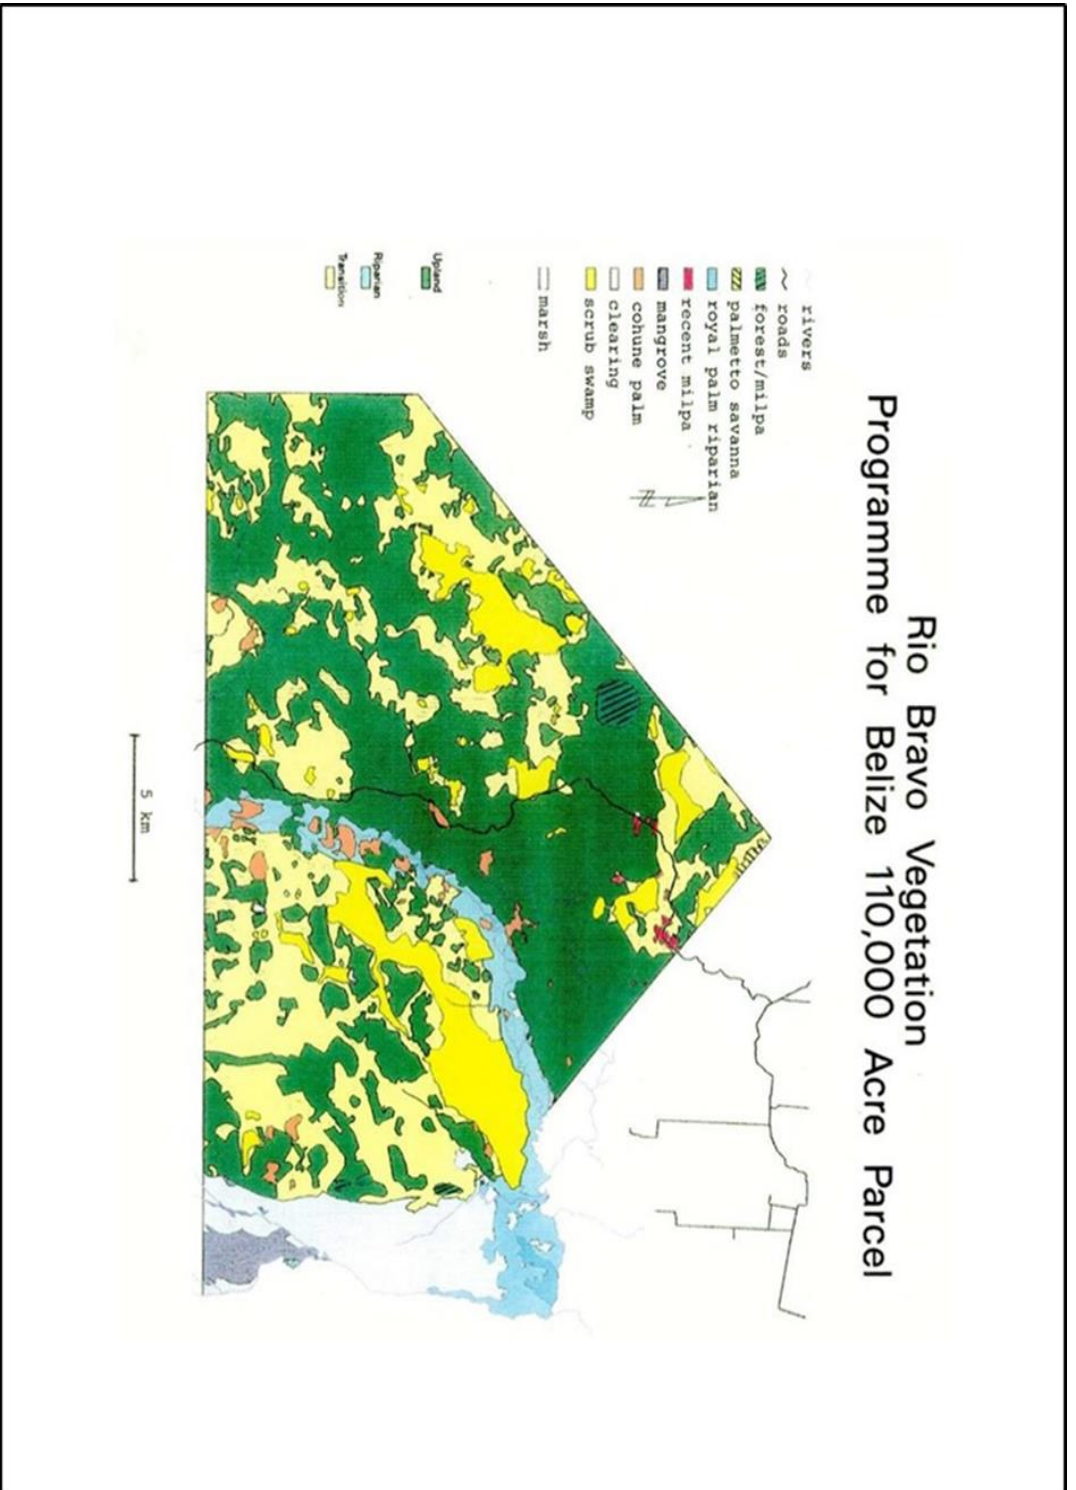 Rio Bravo Vegetation
Programme for Belize 110,000 Acre Parcel
rivers
roads
forest/milpa
palmetto savanna
royal palm riparian
recent milpa
mangrove
cohune palm
clearing
scrub swamp
marsh
Upland
Riparian
Transition
N
5 km